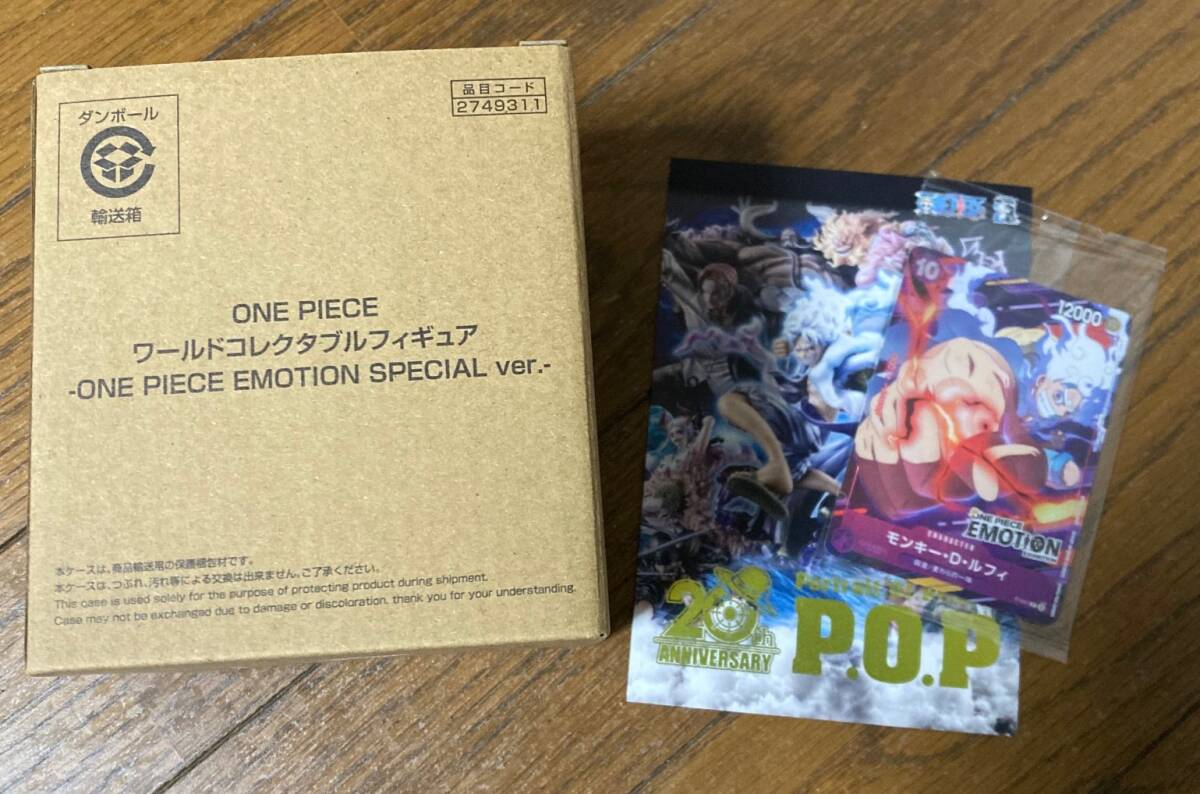 ダンボール
輸送箱
品目コード
2749311
ONE PIECE
ワールドコレクタブルフィギュア
-ONE PIECE EMOTION SPECIAL ver.-
本ケースは、商品輸送用の保護梱包材です。
本ケースは、つぶれ、汚れ等による交換は出来ません。ご了承ください。
This case is used solely for the purpose of protecting product during shipment.
Case may not be exchanged due to damage or discoloration. thank you for your understanding.
10
12000
ONE PIECE
EMOTION
CHARACTER
モンキー・D・ルフィ
20th
ANNIVERSARY
P.O.P